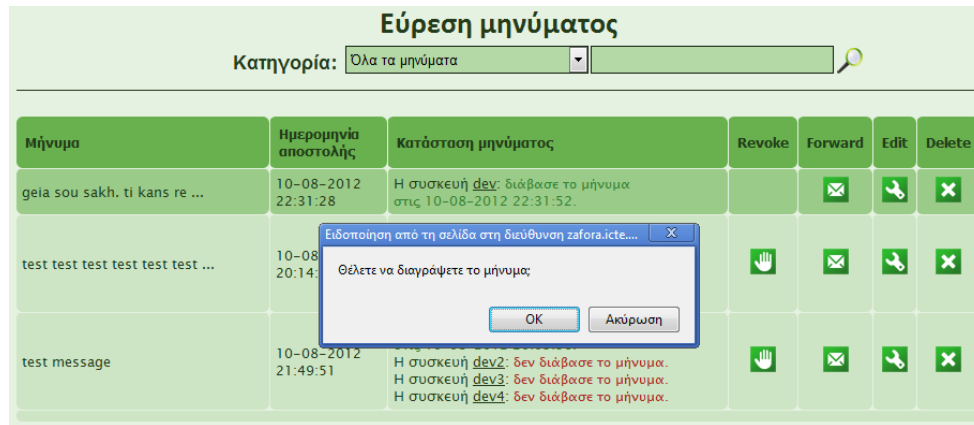 Εύρεση μηνύματος
Κατηγορία: Όλα τα μηνύματα
Μήνυμα Ημερομηνία αποστολής Κατάσταση μηνύματος Revoke Forward Edit Delete
geia sou sakh. ti kans re ...
10-08-2012
22:31:28
Η συσκευή dev: διάβασε το μήνυμα
στις 10-08-2012 22:31:52.
Ειδοποίηση από τη σελίδα στη διεύθυνση zafora.icte....
Θέλετε να διαγράψετε το μήνυμα;
OK Ακύρωση
test test test test test test ...
10-08
20:14:
test message
10-08-2012
21:49:51
Η συσκευή dev2: δεν διάβασε το μήνυμα.
Η συσκευή dev3: δεν διάβασε το μήνυμα.
Η συσκευή dev4: δεν διάβασε το μήνυμα.